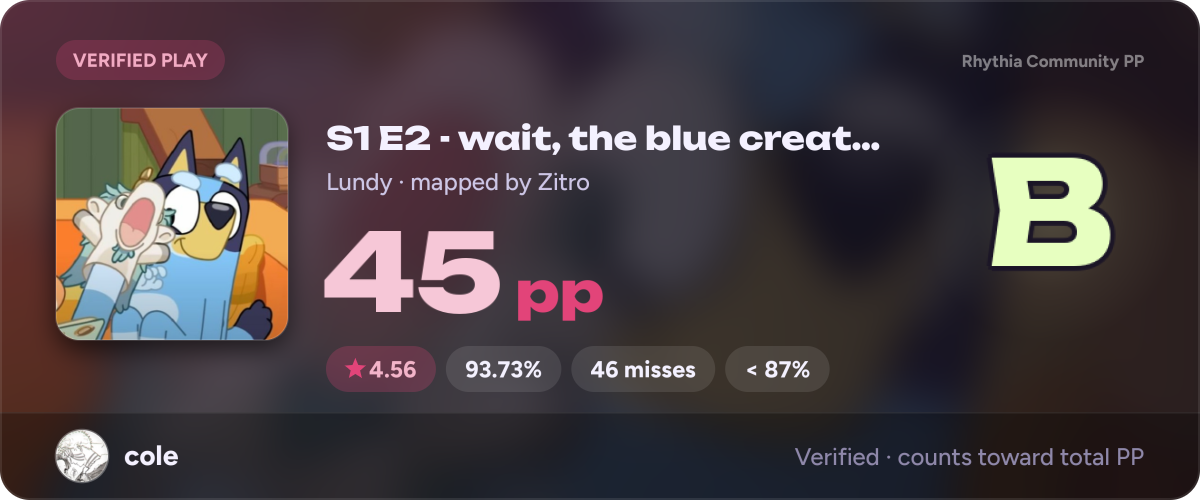 VERIFIED PLAY
Rhythia Community PP
S1 E2 - wait, the blue creat...
Lundy · mapped by Zitro
45 pp
B
★ 4.56
93.73%
46 misses
< 87%
cole
Verified · counts toward total PP